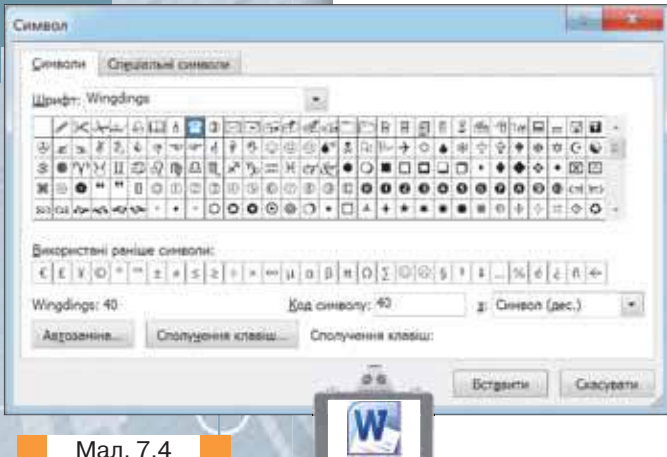 Символ
Символи Спеціальні символи
Шрифт: Wingdings
Використані раніше символи:
€ £ ¥ © ® ™ ± ≠ ≤ ≥ ÷ × ∞ µ α β π Ω ∑
Wingdings: 40
Код символу: 40
з: Символ (дес.)
Автозаміна... Сполучення клавіш... Сполучення клавіш:
Вставити Скасувати
W
Мал. 7.4